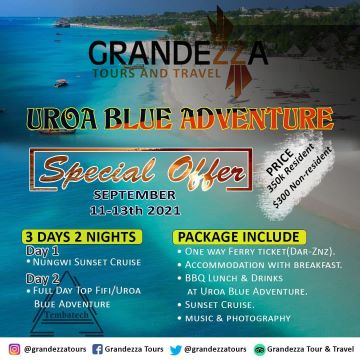 GRANDEZZA
TOURS AND TRAVEL
UROA BLUE ADVENTURE
Special Offer
SEPTEMBER
11-13th 2021
PRICE
350k Resident
$300 Non-resident
3 DAYS 2 NIGHTS
Day 1
• Nungwi Sunset Cruise
Day 2
• Full Day Top Fifi/Uroa
Blue Adventure
Tembatech
PACKAGE INCLUDE
• One way Ferry ticket(Dar-Znz).
• Accommodation with breakfast.
• BBQ Lunch & Drinks
at Uroa Blue Adventure.
• Sunset Cruise.
• music & photography
@grandezzatours
Grandezza Tours
@grandezzatours
Grandezza Tour & Travel